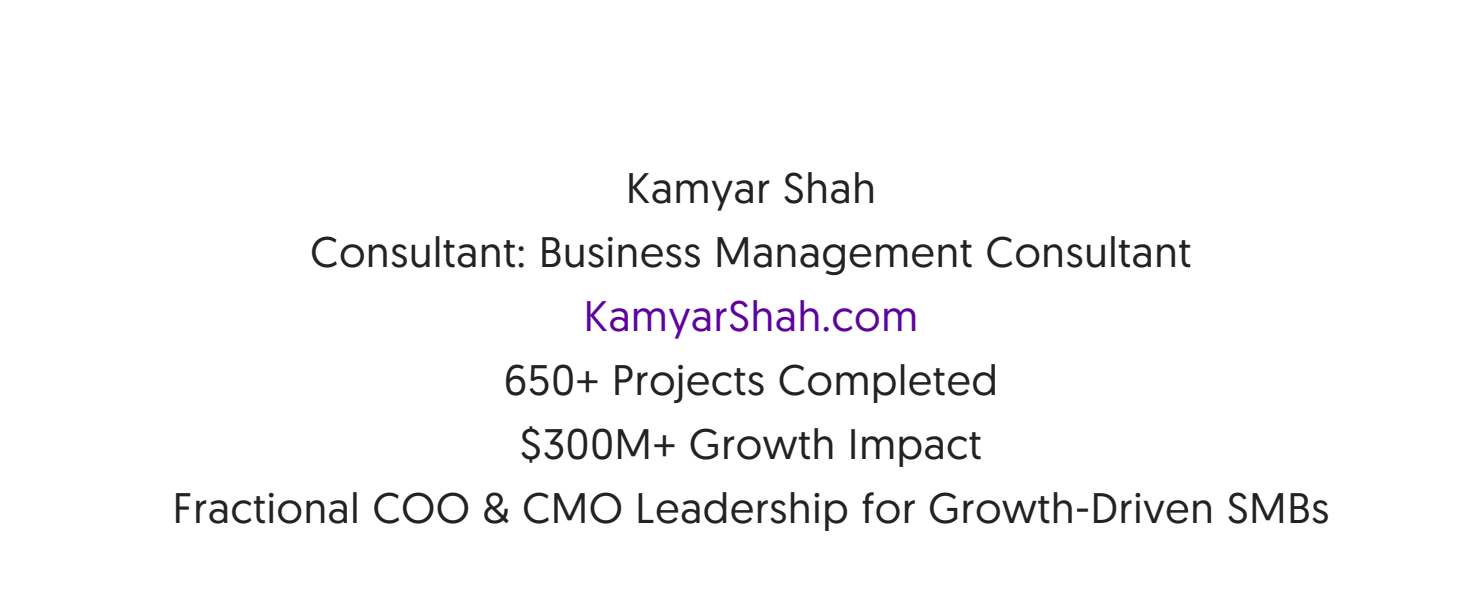 Kamyar Shah
Consultant: Business Management Consultant
KamyarShah.com
650+ Projects Completed
$300M+ Growth Impact
Fractional COO & CMO Leadership for Growth-Driven SMBs